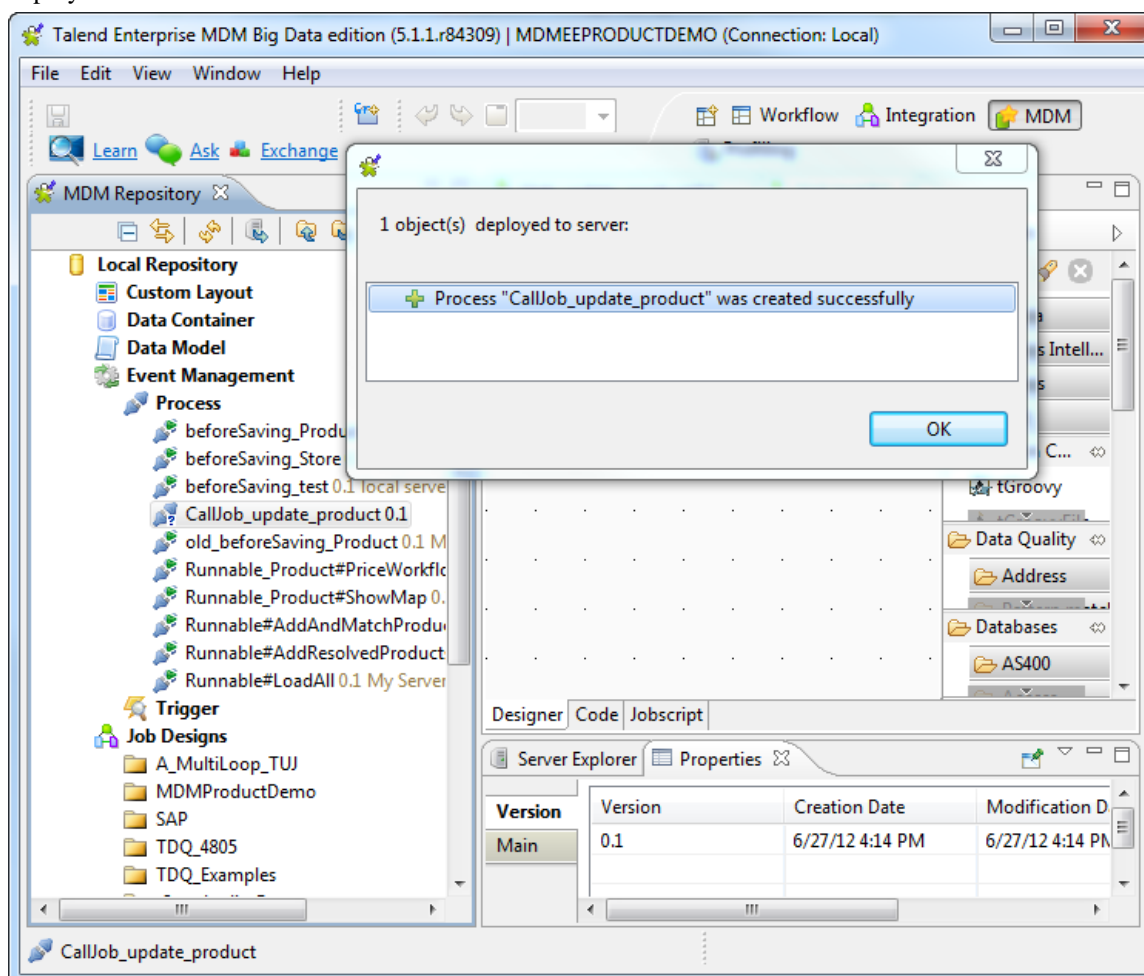 Talend Enterprise MDM Big Data edition (5.1.1.r84309) | MDMEEPRODUCTDEMO (Connection: Local)
File Edit View Window Help
Workflow Integration MDM
Learn Ask Exchange
MDM Repository
1 object(s) deployed to server:
Process "CallJob_update_product" was created successfully
OK
Local Repository
Custom Layout
Data Container
Data Model
Event Management
Process
beforeSaving_Produ
beforeSaving_Store
beforeSaving_test 0.1 local serve
CallJob_update_product 0.1
old_beforeSaving_Product 0.1 M
Runnable_Product#PriceWorkflo
Runnable_Product#ShowMap 0.
Runnable#AddAndMatchProdu
Runnable#AddResolvedProduct
Runnable#LoadAll 0.1 My Server
Trigger
Job Designs
A_MultiLoop_TUJ
MDMProductDemo
SAP
TDQ_4805
TDQ_Examples
s Intell...
s
C...
tGroovy
Data Quality
Address
Databases
AS400
Designer Code Jobscript
Server Explorer Properties
Version
Main
Version Creation Date Modification D
0.1 6/27/12 4:14 PM 6/27/12 4:14 PM
CallJob_update_product